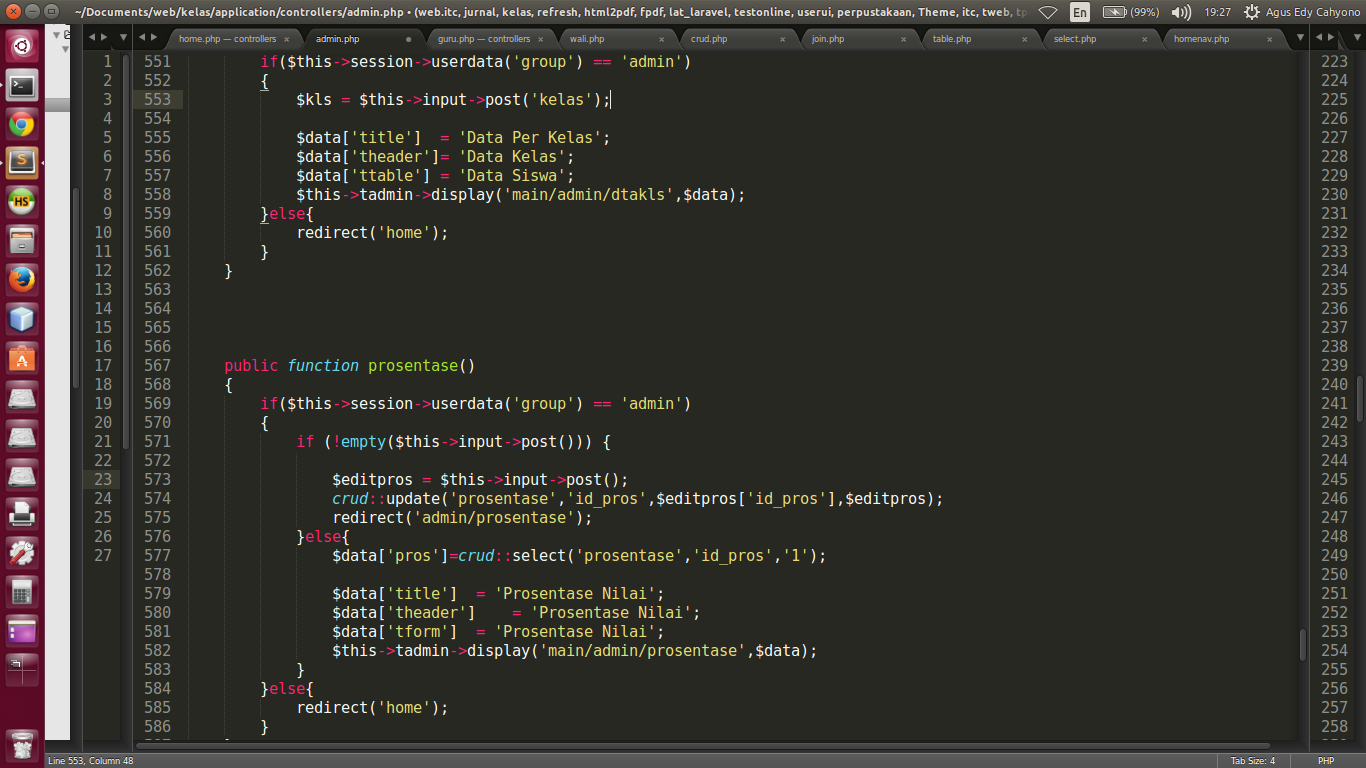 ~/Documents/web/kelas/application/controllers/admin.php • (web.itc, jurnal, kelas, refresh, html2pdf, fpdf, lat_laravel, testonline, userui, perpustakaan, Theme, itc, tweb, tp
En (99%) 19:27 Agus Edy Cahyono
home.php — controllers × admin.php • guru.php — controllers × wali.php × crud.php × join.php × table.php × select.php × homenav.php ×
1 551 if($this->session->userdata('group') == 'admin') 223
2 552 { 224
3 553 $kls = $this->input->post('kelas'); 225
4 554 226
5 555 $data['title']  = 'Data Per Kelas'; 227
6 556 $data['theader']= 'Data Kelas'; 228
7 557 $data['ttable'] = 'Data Siswa'; 229
8 558 $this->tadmin->display('main/admin/dtakls',$data); 230
9 559 }else{ 231
10 560 redirect('home'); 232
11 561 } 233
12 562 } 234
13 563 235
14 564 236
15 565 237
16 566 238
17 567 public function prosentase() 239
18 568 { 240
19 569 if($this->session->userdata('group') == 'admin') 241
20 570 { 242
21 571 if (!empty($this->input->post())) { 243
22 572 244
23 573 $editpros = $this->input->post(); 245
24 574 crud::update('prosentase','id_pros',$editpros['id_pros'],$editpros); 246
25 575 redirect('admin/prosentase'); 247
26 576 }else{ 248
27 577 $data['pros']=crud::select('prosentase','id_pros','1'); 249
578 250
579 $data['title']  = 'Prosentase Nilai'; 251
580 $data['theader']    = 'Prosentase Nilai'; 252
581 $data['tform']  = 'Prosentase Nilai'; 253
582 $this->tadmin->display('main/admin/prosentase',$data); 254
583 } 255
584 }else{ 256
585 redirect('home'); 257
586 } 258
Line 553, Column 48 Tab Size: 4 PHP